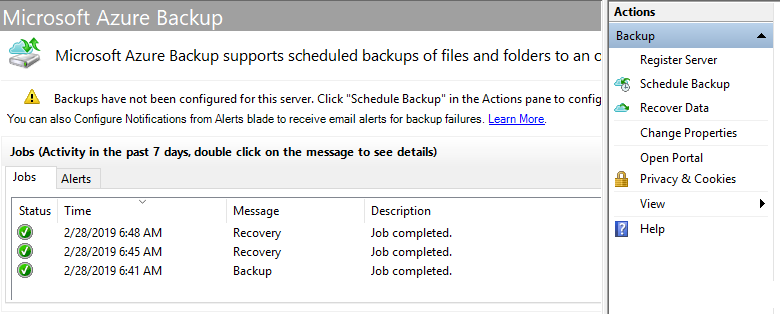 Microsoft Azure Backup
Microsoft Azure Backup supports scheduled backups of files and folders to an o
Backups have not been configured for this server. Click "Schedule Backup" in the Actions pane to config
You can also Configure Notifications from Alerts blade to receive email alerts for backup failures. Learn More.
Jobs (Activity in the past 7 days, double click on the message to see details)
Jobs Alerts
Status Time Message Description
2/28/2019 6:48 AM Recovery Job completed.
2/28/2019 6:45 AM Recovery Job completed.
2/28/2019 6:41 AM Backup Job completed.
Actions
Backup
Register Server
Schedule Backup
Recover Data
Change Properties
Open Portal
Privacy & Cookies
View
Help